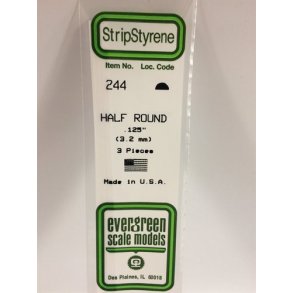 StripStyrene
Item No. Loc. Code
244
HALF ROUND
.125"
(3.2 mm)
3 Pieces
Made in U.S.A.
evergreen
scale models
Des Plaines, IL 60018